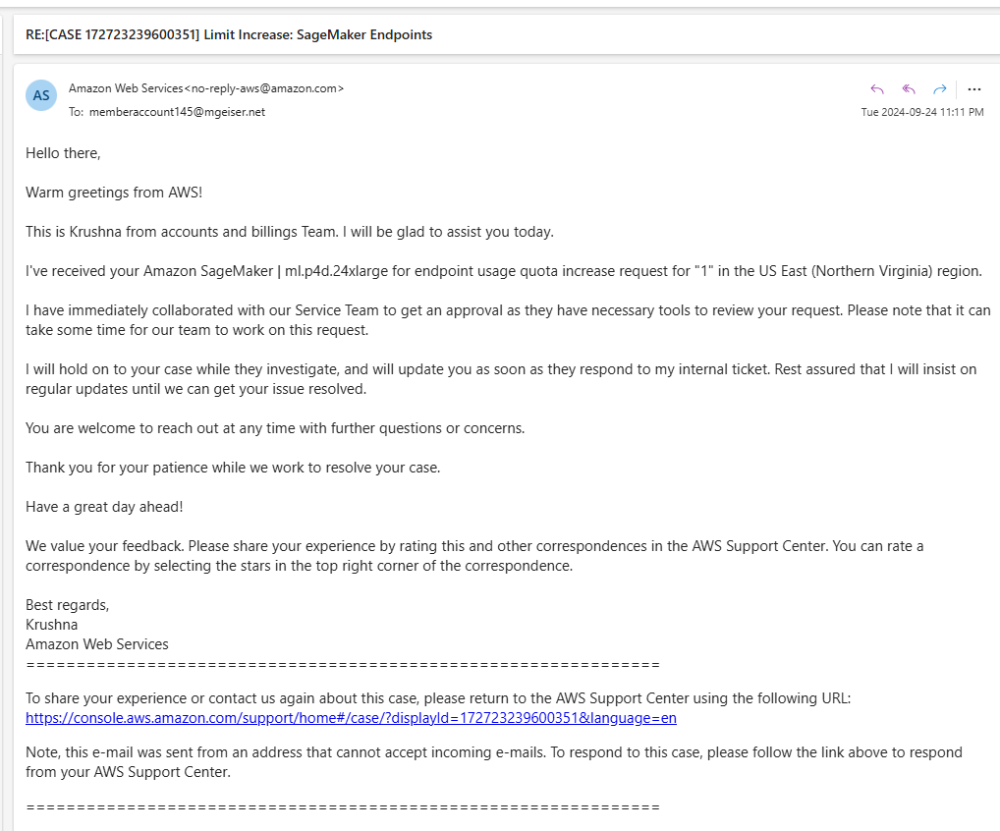 RE:[CASE 172723239600351] Limit Increase: SageMaker Endpoints
AS
Amazon Web Services<no-reply-aws@amazon.com>
To: memberaccount145@mgeiser.net
Tue 2024-09-24 11:11 PM
Hello there,
Warm greetings from AWS!
This is Krushna from accounts and billings Team. I will be glad to assist you today.
I've received your Amazon SageMaker | ml.p4d.24xlarge for endpoint usage quota increase request for "1" in the US East (Northern Virginia) region.
I have immediately collaborated with our Service Team to get an approval as they have necessary tools to review your request. Please note that it can
take some time for our team to work on this request.
I will hold on to your case while they investigate, and will update you as soon as they respond to my internal ticket. Rest assured that I will insist on
regular updates until we can get your issue resolved.
You are welcome to reach out at any time with further questions or concerns.
Thank you for your patience while we work to resolve your case.
Have a great day ahead!
We value your feedback. Please share your experience by rating this and other correspondences in the AWS Support Center. You can rate a
correspondence by selecting the stars in the top right corner of the correspondence.
Best regards,
Krushna
Amazon Web Services
===============================================================
To share your experience or contact us again about this case, please return to the AWS Support Center using the following URL:
https://console.aws.amazon.com/support/home#/case/?displayId=172723239600351&language=en
Note, this e-mail was sent from an address that cannot accept incoming e-mails. To respond to this case, please follow the link above to respond
from your AWS Support Center.
===============================================================